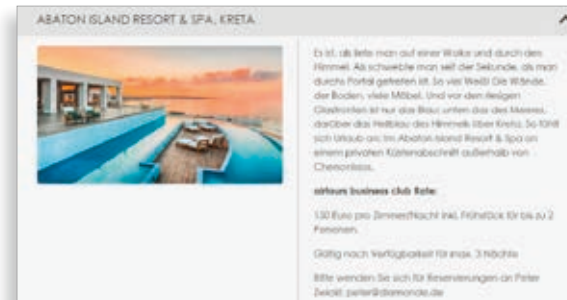 ABATON ISLAND RESORT & SPA, KRETA
Es ist, als liefe man auf einer Wolke und durch den
Himmel. Als schwebte man seit der Sekunde, als man
durchs Portal getreten ist. So viel Weiß! Die Wände,
der Boden, viele Möbel. Und vor den riesigen
Glasfronten ist nur das Blau: unten das des Meeres,
darüber das Hellblau des Himmels über Kreta. So fühlt
sich Urlaub an: im Abaton Island Resort & Spa an
einem privaten Küstenabschnitt außerhalb von
Chersonissos.
airtours business club Rate:
130 Euro pro Zimmer/Nacht inkl. Frühstück für bis zu 2
Personen.
Gültig nach Verfügbarkeit für max. 3 Nächte
Bitte wenden Sie sich für Reservierungen an Peter